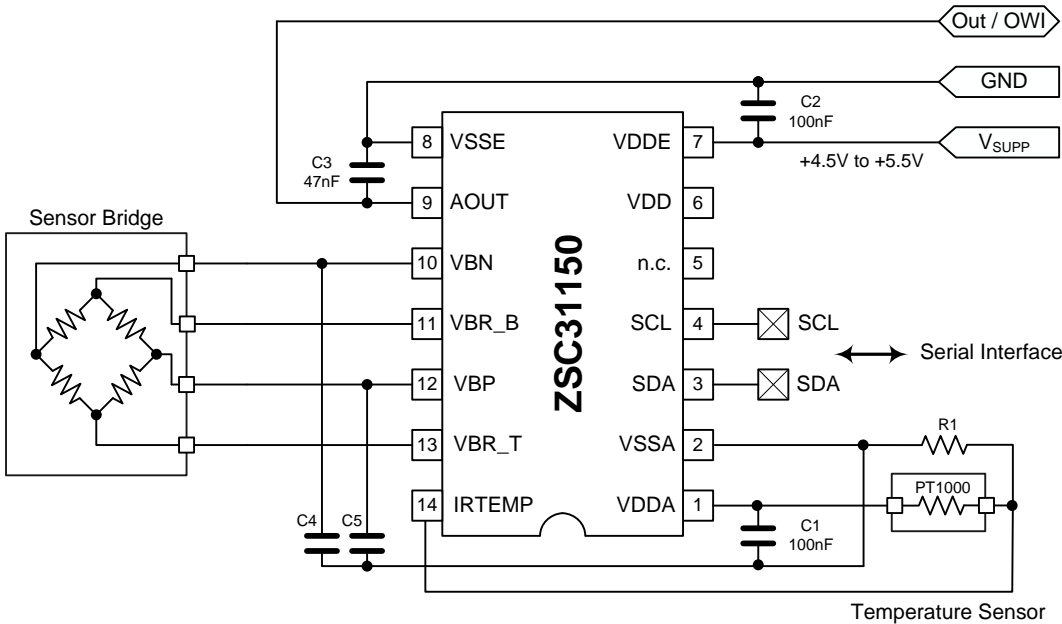 Out / OWI
GND
C2
100nF
VSUPP
+4.5V to +5.5V
C3
47nF
8 VSSE
VDDE 7
9 AOUT
VDD 6
Sensor Bridge
10 VBN
n.c. 5
11 VBR_B
SCL 4
SCL
ZSC31150
Serial Interface
12 VBP
SDA 3
SDA
13 VBR_T
VSSA 2
R1
14 IRTEMP
VDDA 1
PT1000
C4
C5
C1
100nF
Temperature Sensor